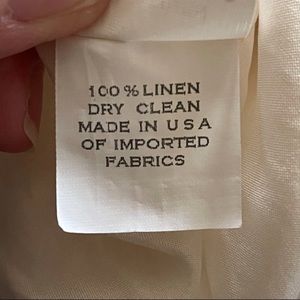 100% LINEN
DRY CLEAN
MADE IN USA
OF IMPORTED
FABRICS